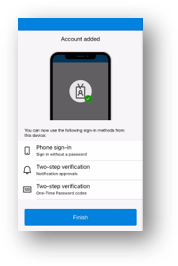 Account added
You can now use the following sign-in methods from
this device:
Phone sign-in
Sign in without a password
Two-step verification
Notification approvals
Two-step verification
One-Time Password codes
Finish